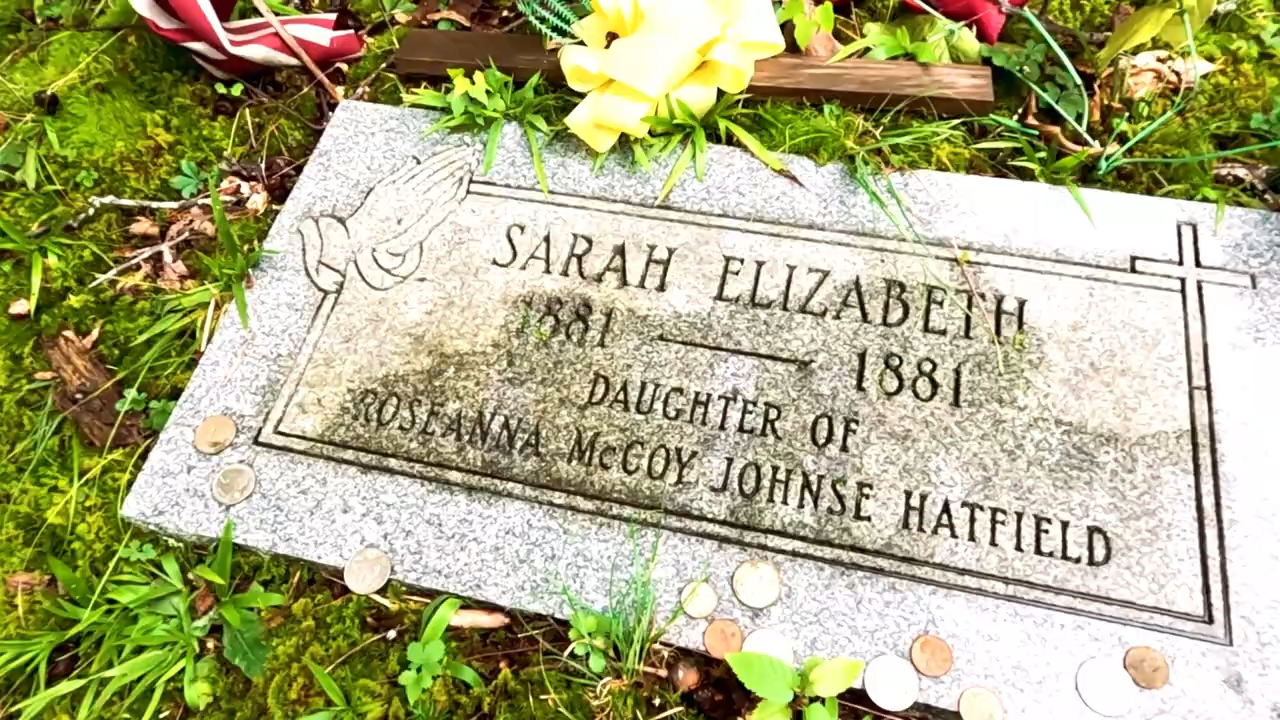 SARAH ELIZABETH
1881 — 1881
DAUGHTER OF
ROSEANNA McCOY JOHNSE HATFIELD